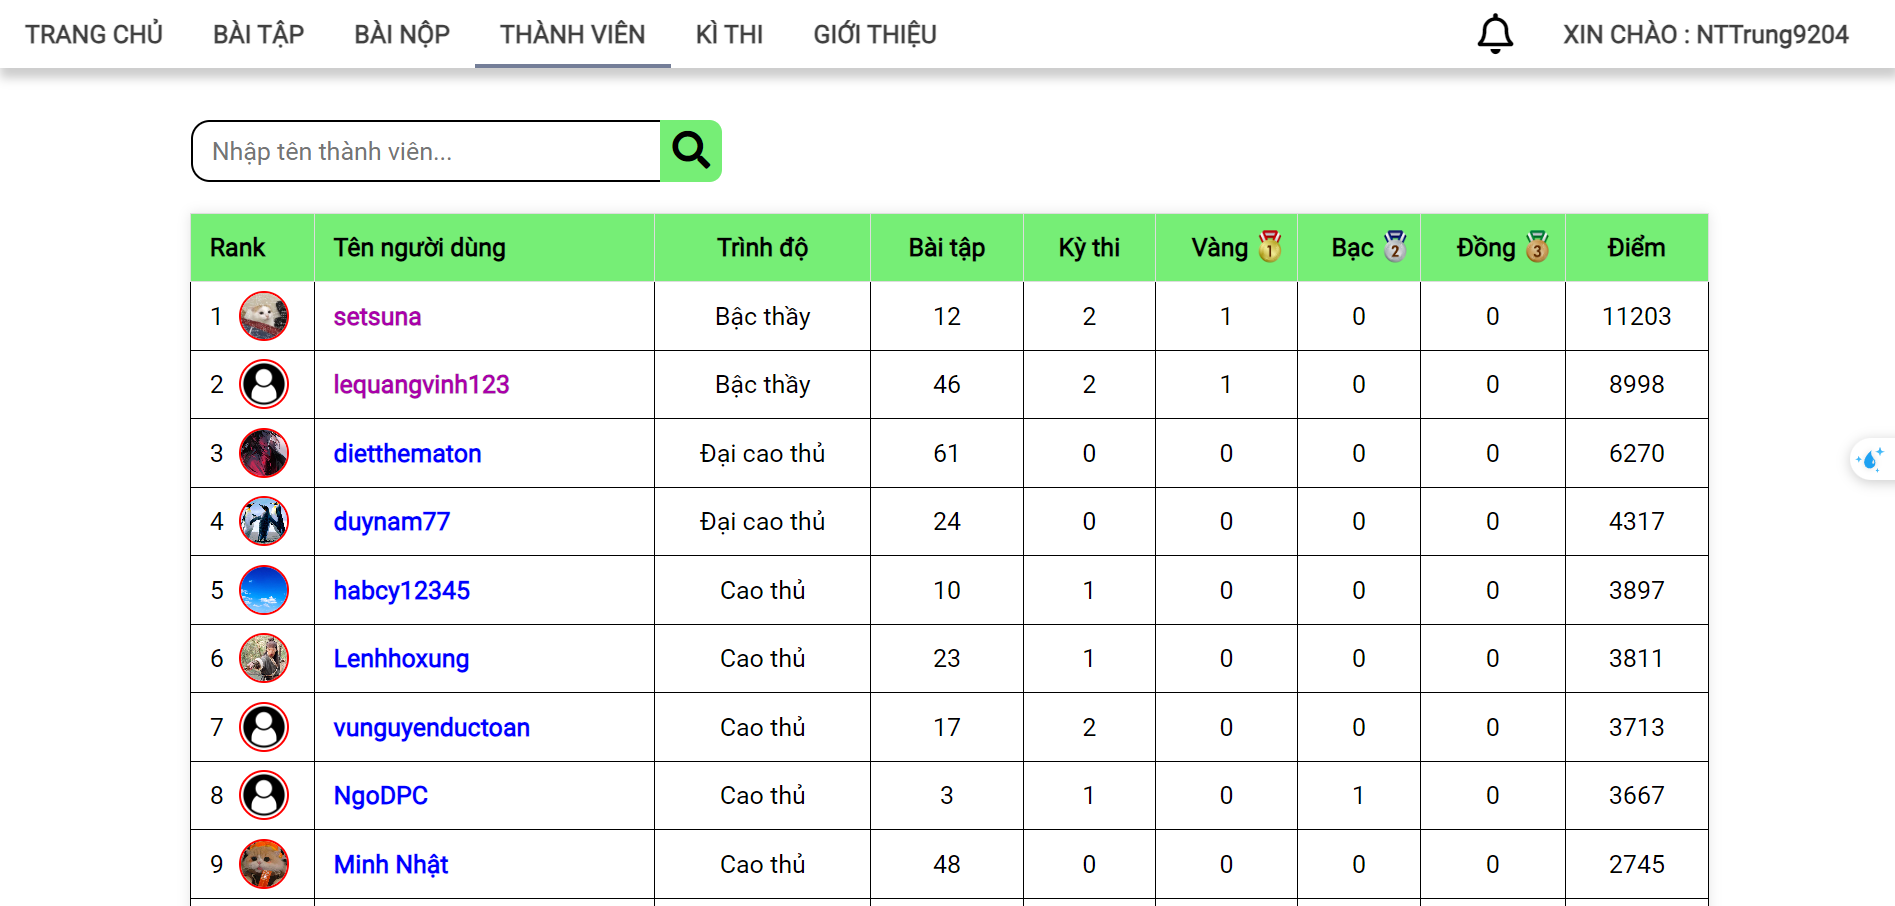 TRANG CHỦ BÀI TẬP BÀI NỘP THÀNH VIÊN KÌ THI GIỚI THIỆU XIN CHÀO : NTTrung9204
Nhập tên thành viên...
Rank Tên người dùng Trình độ Bài tập Kỳ thi Vàng 1 Bạc 2 Đồng 3 Điểm
1 setsuna Bậc thầy 12 2 1 0 0 11203
2 lequangvinh123 Bậc thầy 46 2 1 0 0 8998
3 dietthematon Đại cao thủ 61 0 0 0 0 6270
4 duynam77 Đại cao thủ 24 0 0 0 0 4317
5 habcy12345 Cao thủ 10 1 0 0 0 3897
6 Lenhhoxung Cao thủ 23 1 0 0 0 3811
7 vunguyenductoan Cao thủ 17 2 0 0 0 3713
8 NgoDPC Cao thủ 3 1 0 1 0 3667
9 Minh Nhật Cao thủ 48 0 0 0 0 2745